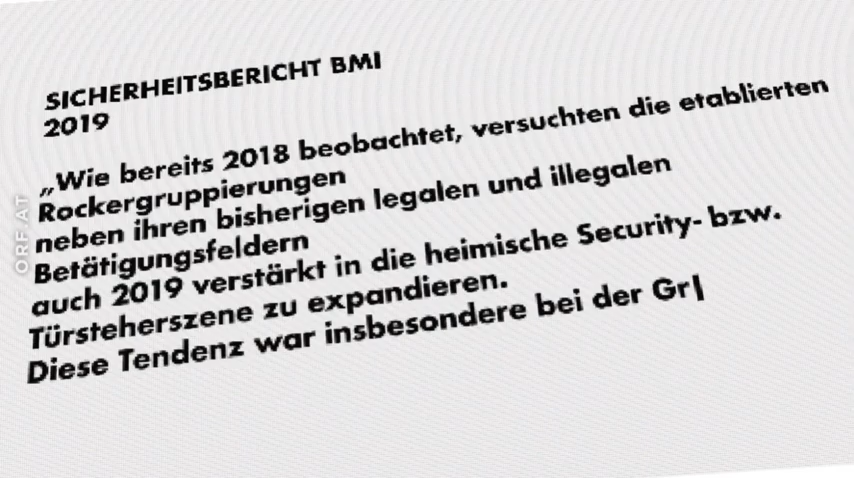 SICHERHEITSBERICHT BMI
2019
„Wie bereits 2018 beobachtet, versuchten die etablierten
Rockergruppierungen
neben ihren bisherigen legalen und illegalen
Betätigungsfeldern
auch 2019 verstärkt in die heimische Security- bzw.
Türsteherszene zu expandieren.
Diese Tendenz war insbesondere bei der Gr
ORF.AT